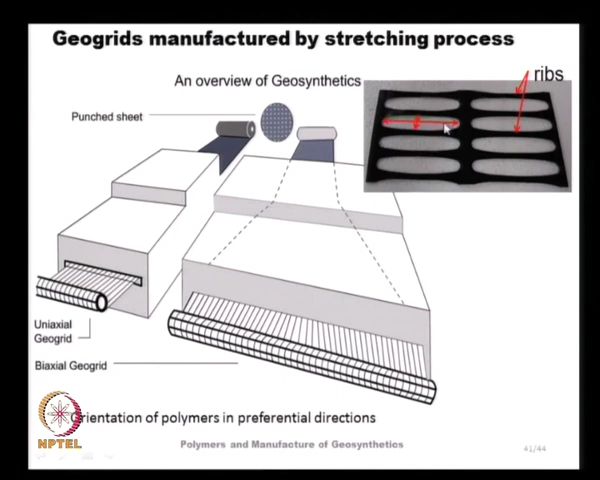 Geogrids manufactured by stretching process
An overview of Geosynthetics
ribs
Punched sheet
Uniaxial
Geogrid
Biaxial Geogrid
Orientation of polymers in preferential directions
NPTEL
Polymers and Manufacture of Geosynthetics
41/44